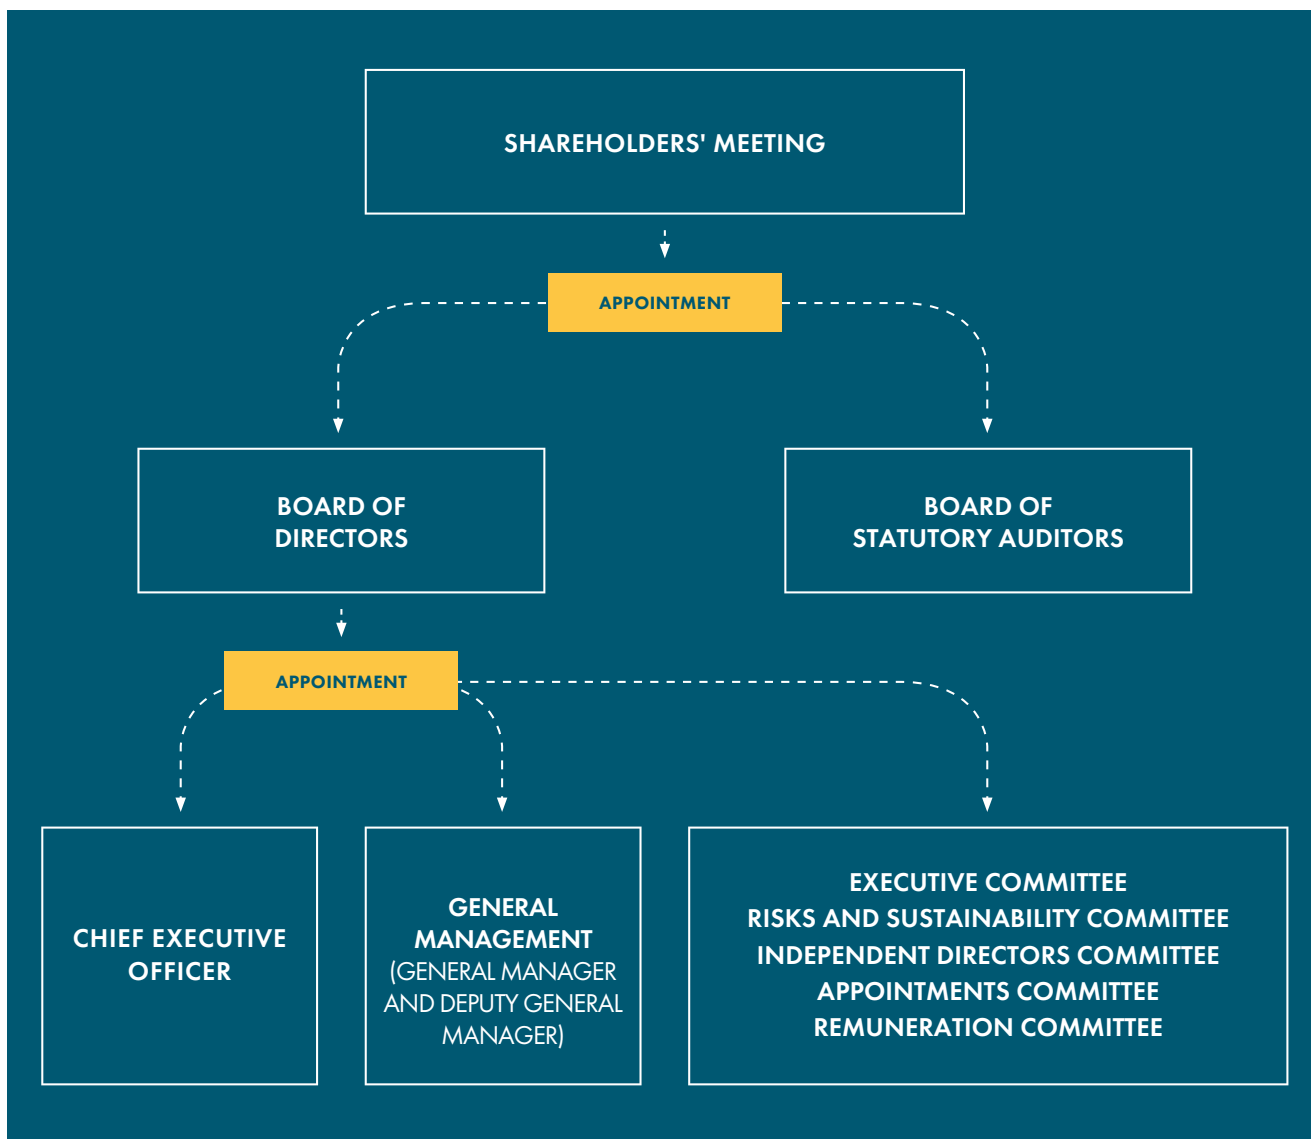 SHAREHOLDERS' MEETING
APPOINTMENT
BOARD OF
DIRECTORS
BOARD OF
STATUTORY AUDITORS
APPOINTMENT
CHIEF EXECUTIVE
OFFICER
GENERAL
MANAGEMENT
(GENERAL MANAGER
AND DEPUTY GENERAL
MANAGER)
EXECUTIVE COMMITTEE
RISKS AND SUSTAINABILITY COMMITTEE
INDEPENDENT DIRECTORS COMMITTEE
APPOINTMENTS COMMITTEE
REMUNERATION COMMITTEE